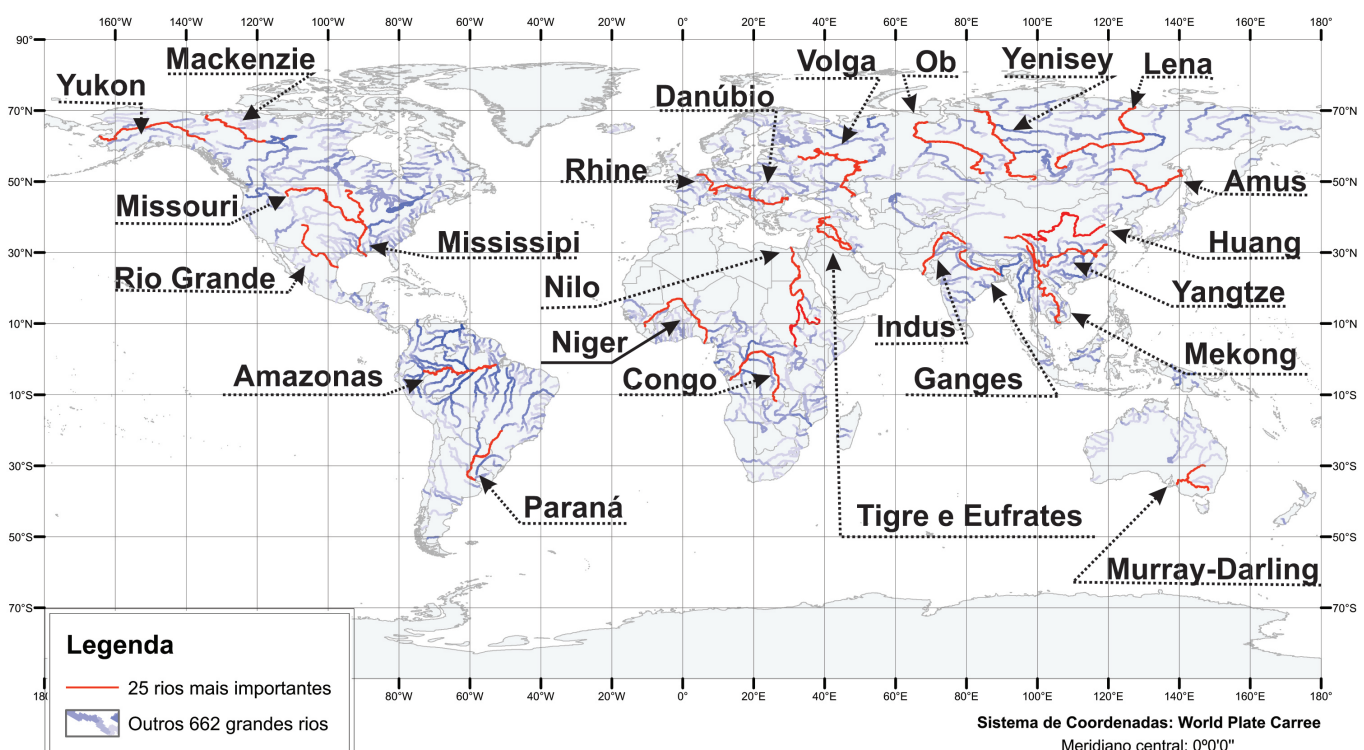 160°W 140°W 120°W 100°W 80°W 60°W 40°W 20°W 0° 20°E 40°E 60°E 80°E 100°E 120°E 140°E 160°E 180°
90°
Mackenzie
Volga
Ob
Yenisey
Lena
Yukon
Danúbio
70°N
70°N
Rhine
50°N
50°N
Amus
Missouri
Mississipi
Huang
30°N
30°N
Rio Grande
Nilo
Yangtze
10°N
10°N
Niger
Indus
Mekong
Amazonas
Congo
Ganges
10°S
10°S
30°S
30°S
Paraná
Tigre e Eufrates
50°S
50°S
Murray-Darling
70°S
70°S
Legenda
25 rios mais importantes
Outros 662 grandes rios
18 80°W 60°W 40°W 20°W 0° 20°E 40°E 60°E 80°E 100°E 120°E 140°E 160°E 180°
Sistema de Coordenadas: World Plate Carree
Meridiano central: 0º0'0"